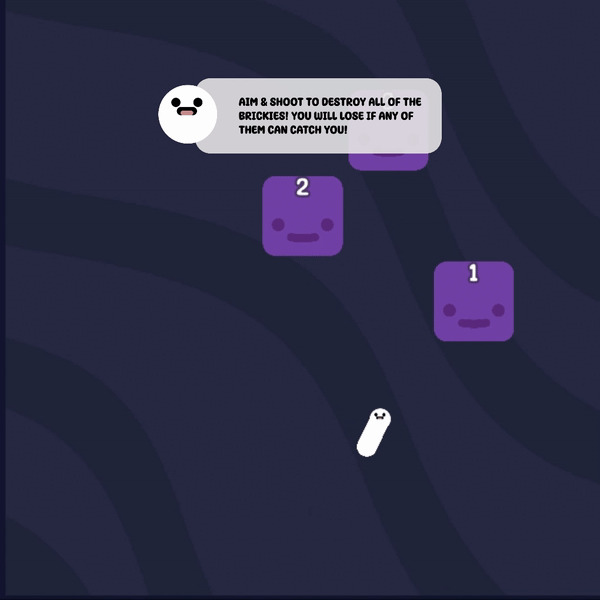 AIM & SHOOT TO DESTROY ALL OF THE
BRICKIES! YOU WILL LOSE IF ANY OF
THEM CAN CATCH YOU!
2
1